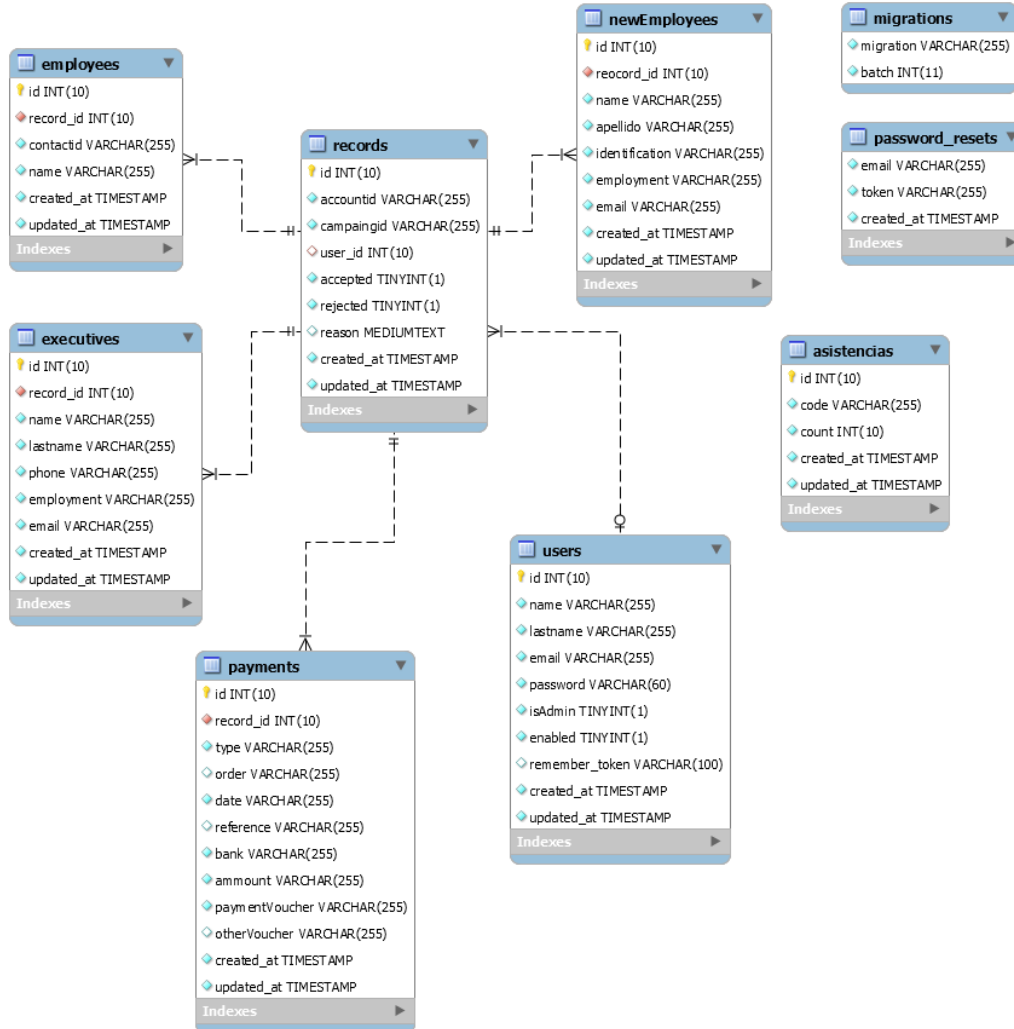 employees
id INT(10)
record_id INT(10)
contactid VARCHAR(255)
name VARCHAR(255)
created_at TIMESTAMP
updated_at TIMESTAMP
Indexes
records
id INT(10)
accountid VARCHAR(255)
campaingid VARCHAR(255)
user_id INT(10)
accepted TINYINT(1)
rejected TINYINT(1)
reason MEDIUMTEXT
created_at TIMESTAMP
updated_at TIMESTAMP
Indexes
newEmployees
id INT(10)
reocord_id INT(10)
name VARCHAR(255)
apellido VARCHAR(255)
identification VARCHAR(255)
employment VARCHAR(255)
email VARCHAR(255)
created_at TIMESTAMP
updated_at TIMESTAMP
Indexes
migrations
migration VARCHAR(255)
batch INT(11)
password_resets
email VARCHAR(255)
token VARCHAR(255)
created_at TIMESTAMP
Indexes
executives
id INT(10)
record_id INT(10)
name VARCHAR(255)
lastname VARCHAR(255)
phone VARCHAR(255)
employment VARCHAR(255)
email VARCHAR(255)
created_at TIMESTAMP
updated_at TIMESTAMP
Indexes
asistencias
id INT(10)
code VARCHAR(255)
count INT(10)
created_at TIMESTAMP
updated_at TIMESTAMP
Indexes
users
id INT(10)
name VARCHAR(255)
lastname VARCHAR(255)
email VARCHAR(255)
password VARCHAR(60)
isAdmin TINYINT(1)
enabled TINYINT(1)
remember_token VARCHAR(100)
created_at TIMESTAMP
updated_at TIMESTAMP
Indexes
payments
id INT(10)
record_id INT(10)
type VARCHAR(255)
order VARCHAR(255)
date VARCHAR(255)
reference VARCHAR(255)
bank VARCHAR(255)
ammount VARCHAR(255)
paymentVoucher VARCHAR(255)
otherVoucher VARCHAR(255)
created_at TIMESTAMP
updated_at TIMESTAMP
Indexes